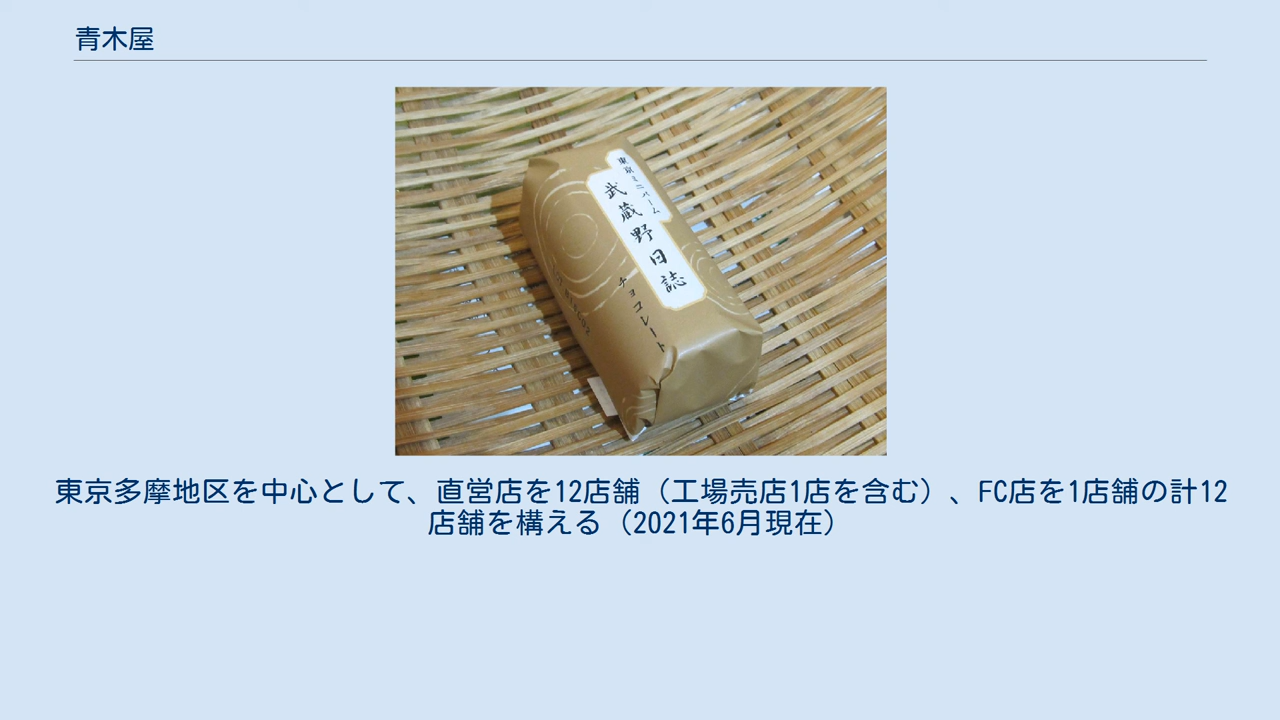 青木屋
東京ミニバーム
武蔵野日誌
チョコレート
東京多摩地区を中心として、直営店を12店舗（工場売店1店を含む）、FC店を1店舗の計12
店舗を構える（2021年6月現在）